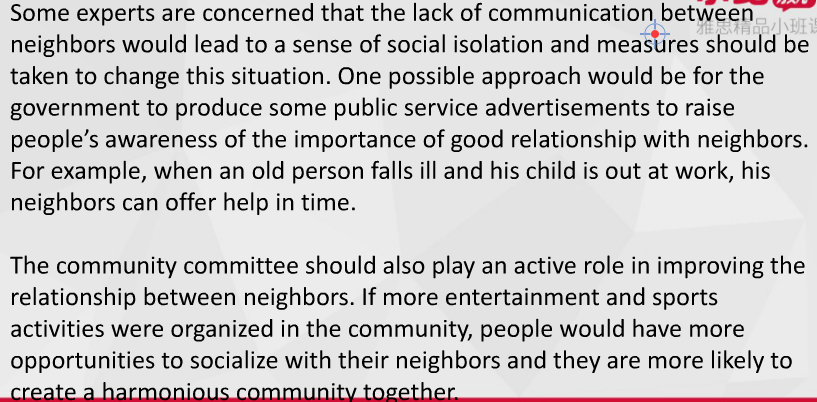 Some experts are concerned that the lack of communication between
neighbors would lead to a sense of social isolation and measures should be
taken to change this situation. One possible approach would be for the
government to produce some public service advertisements to raise
people’s awareness of the importance of good relationship with neighbors.
For example, when an old person falls ill and his child is out at work, his
neighbors can offer help in time.
The community committee should also play an active role in improving the
relationship between neighbors. If more entertainment and sports
activities were organized in the community, people would have more
opportunities to socialize with their neighbors and they are more likely to
create a harmonious community together.
雅思精品小班课